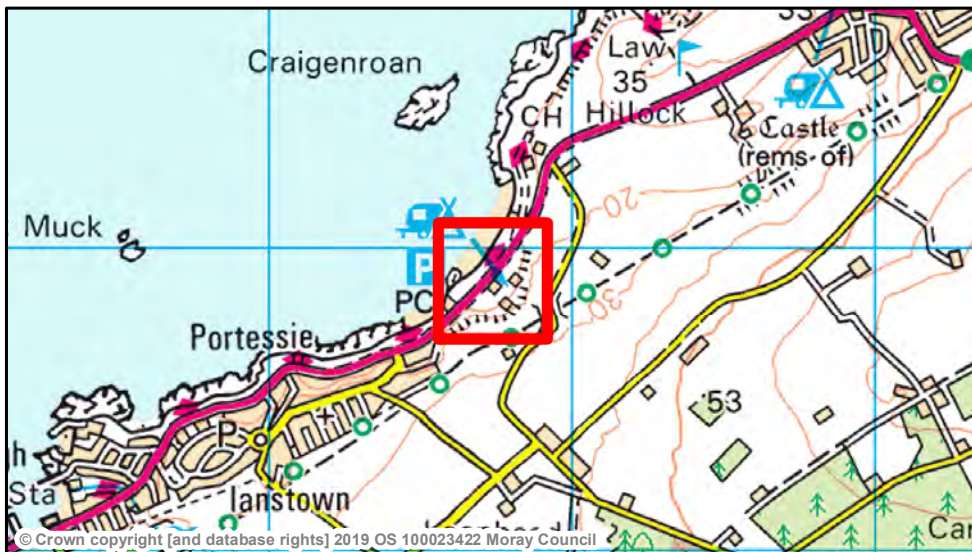 Craigenroan
Law
35
Hillock
CH
Castle
(rems of)
20
Muck
P
PC
30
Portessie
53
P
Ianstown
Sta
© Crown copyright [and database rights] 2019 OS 100023422 Moray Council